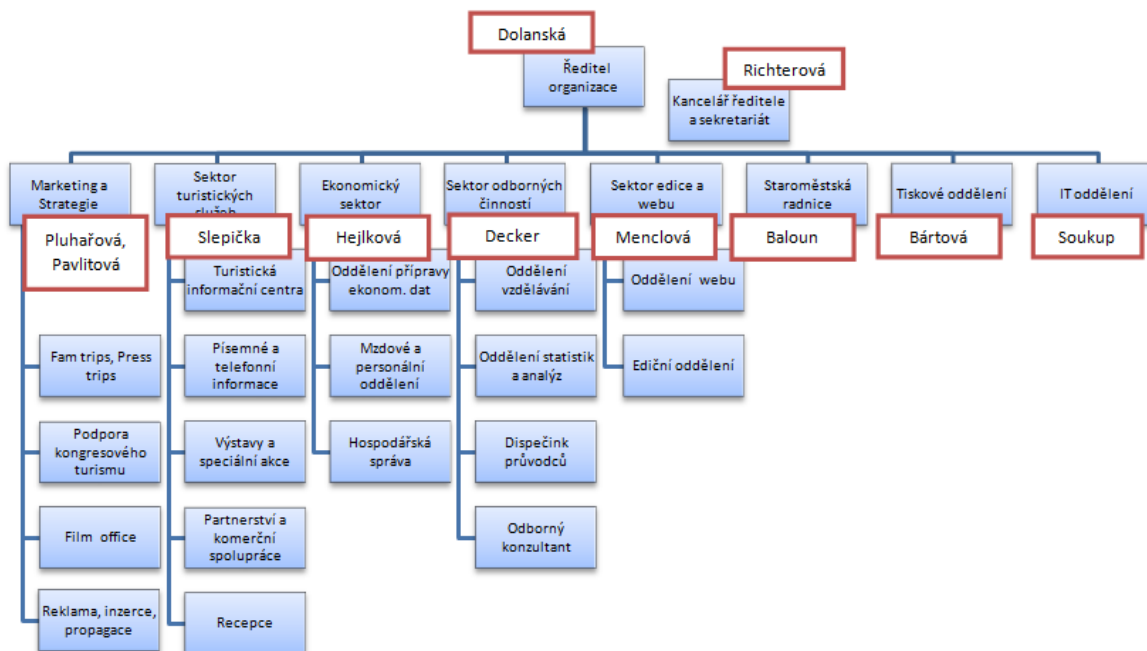 Dolanská
Ředitel
organizace
Richterová
Kancelář ředitele
a sekretariát
Marketing a
Strategie
Pluhařová,
Pavlitová
Fam trips, Press
trips
Podpora
kongresového
turismu
Film office
Reklama, inzerce,
propagace
Sektor
turistických
služeb
Slepička
Turistická
informační centra
Písemné a
telefonní
informace
Výstavy a
speciální akce
Partnerství a
komerční
spolupráce
Recepce
Ekonomický
sektor
Hejlková
Oddělení přípravy
ekonom. dat
Mzdové a
personální
oddělení
Hospodářská
správa
Sektor odborných
činností
Decker
Oddělení
vzdělávání
Oddělení statistik
a analýz
Dispečink
průvodců
Odborný
konzultant
Sektor edice a
webu
Menclová
Oddělení webu
Ediční oddělení
Staroměstská
radnice
Baloun
Tiskové oddělení
Bártová
IT oddělení
Soukup